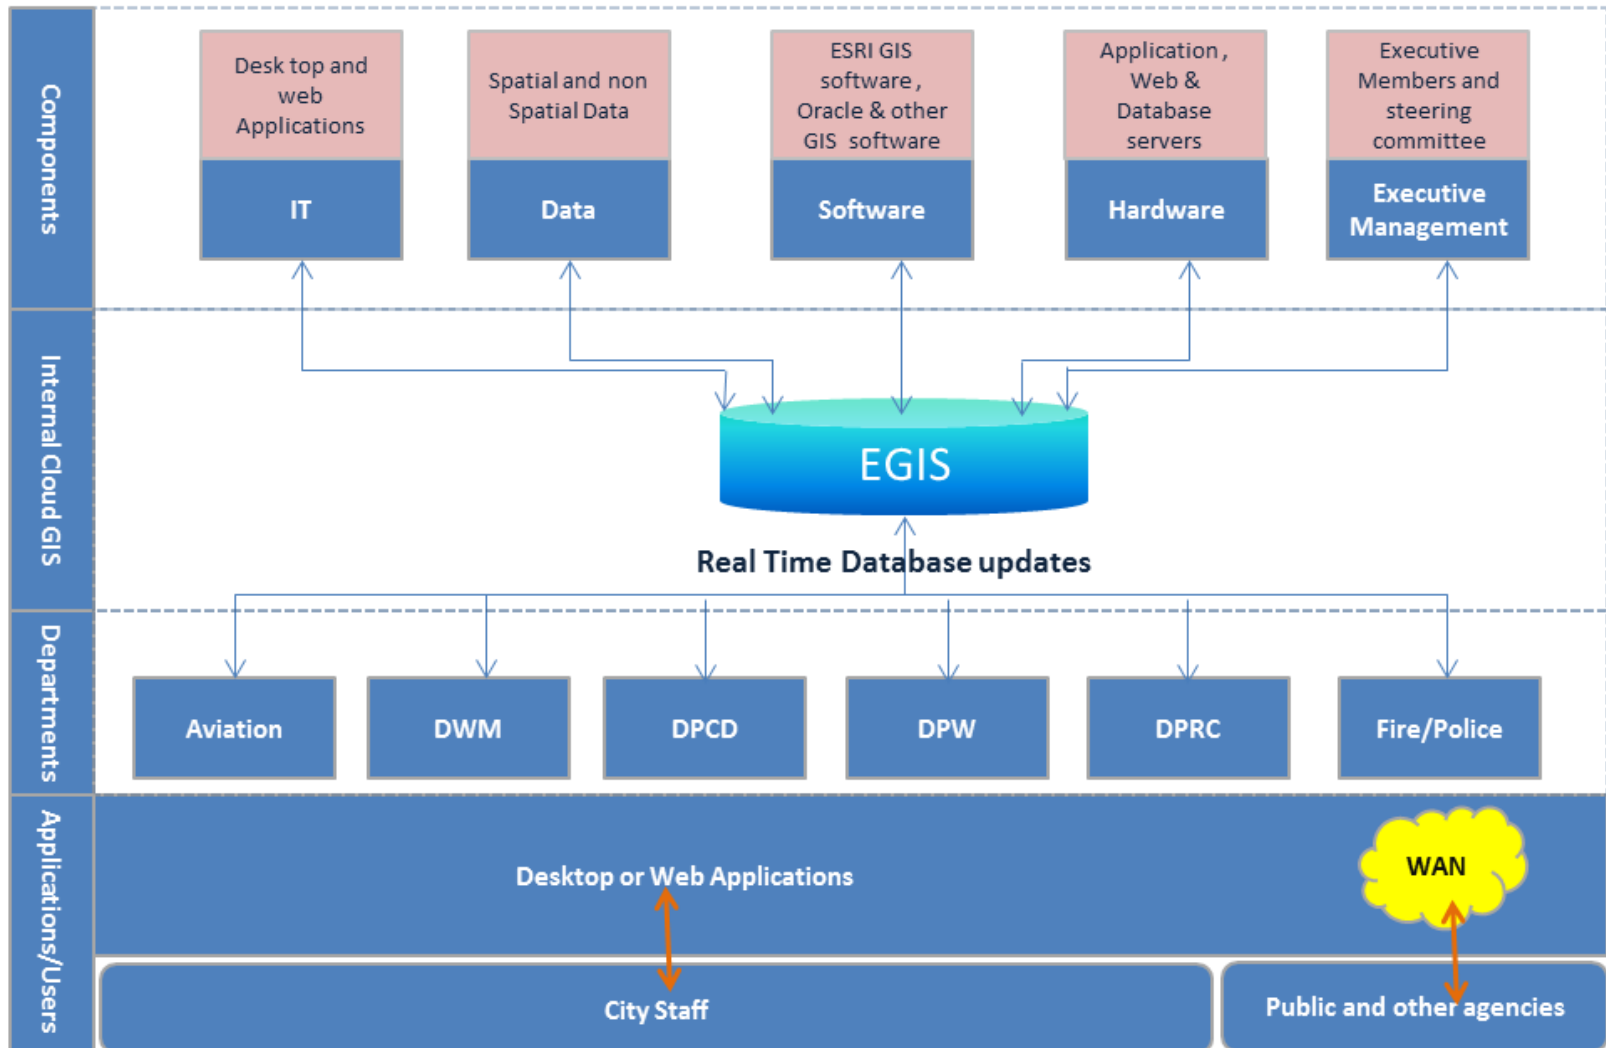 Components
Desk top and
web
Applications
IT
Spatial and non
Spatial Data
Data
ESRI GIS
software ,
Oracle & other
GIS software
Software
Application ,
Web &
Database
servers
Hardware
Executive
Members and
steering
committee
Executive
Management
Internal Cloud GIS
EGIS
Real Time Database updates
Departments
Aviation
DWM
DPCD
DPW
DPRC
Fire/Police
Applications/Users
Desktop or Web Applications
WAN
City Staff
Public and other agencies